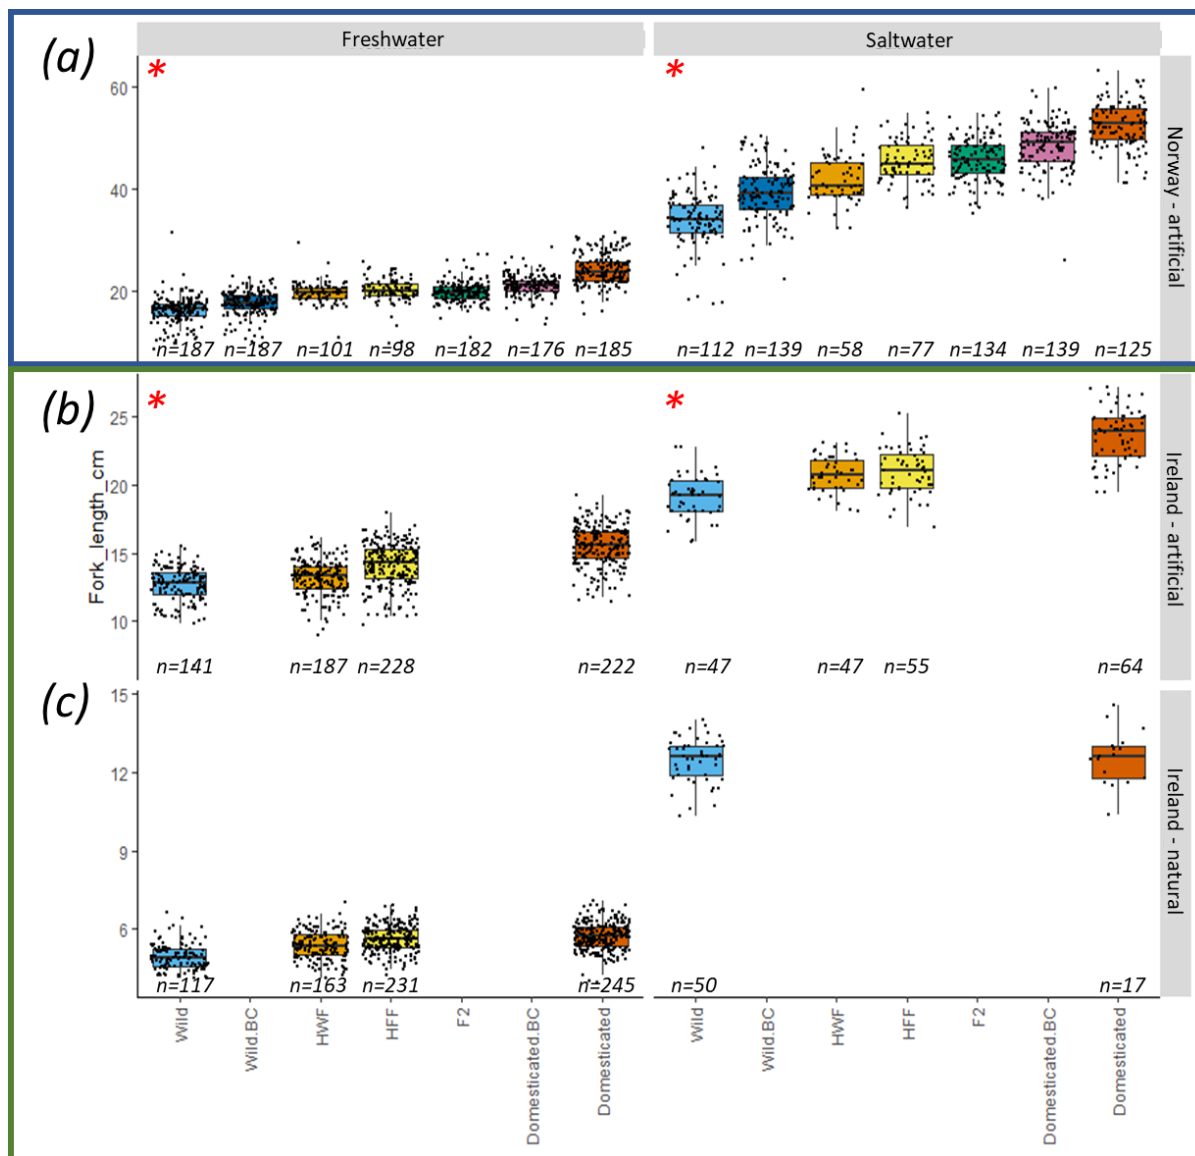 Freshwater
Saltwater
(a)
*
*
60
40
20
n=187 n=187 n=101 n=98 n=182 n=176 n=185
n=112 n=139 n=58 n=77 n=134 n=139 n=125
Norway - artificial
(b)
*
*
25
20
15
10
Fork_length_cm
n=141 n=187 n=228 n=222
n=47 n=47 n=55 n=64
Ireland - artificial
(c)
15
12
9
6
n=117 n=163 n=231 n=245
n=50 n=17
Ireland - natural
Wild
Wild.BC
HWF
HFF
F2
Domesticated.BC
Domesticated
Wild
Wild.BC
HWF
HFF
F2
Domesticated.BC
Domesticated